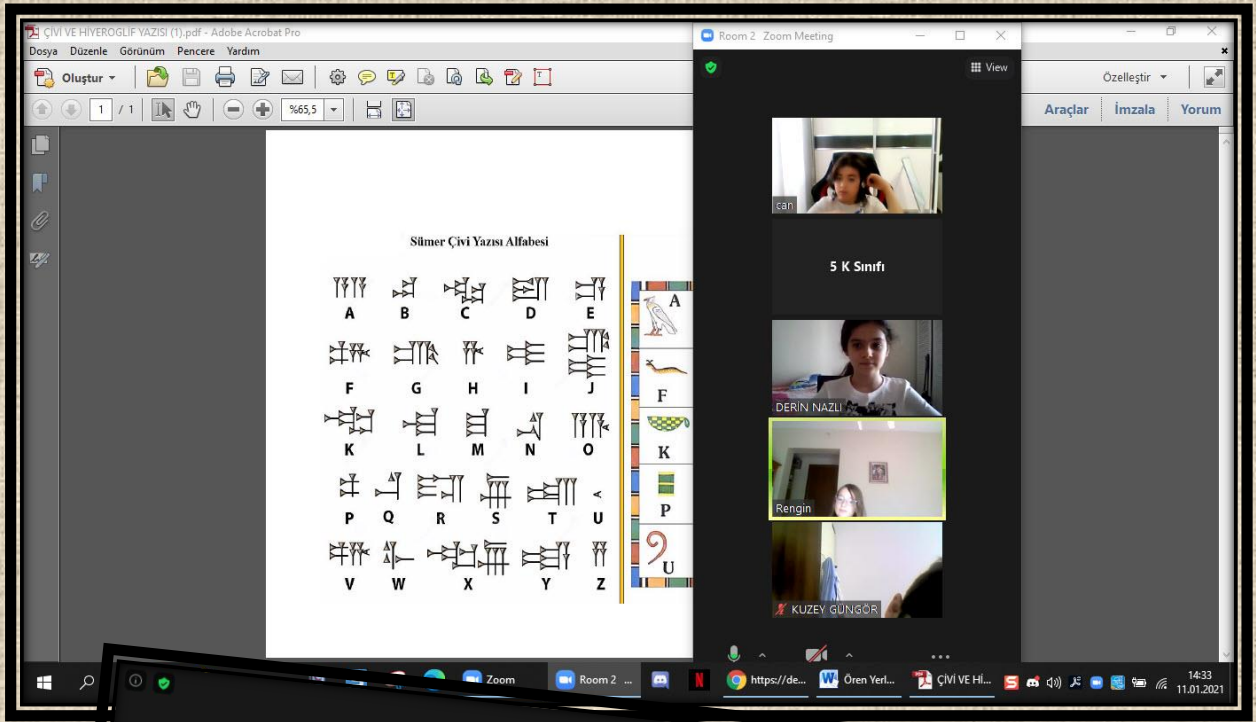 ÇİVİ VE HİYEROGLİF YAZISI (1).pdf - Adobe Acrobat Pro
Dosya Düzenle Görünüm Pencere Yardım
Oluştur
Özelleştir
1 / 1 %65,5
Araçlar İmzala Yorum
Sümer Çivi Yazısı Alfabesi
A B C D E
F G H I J
K L M N O
P Q R S T U
V W X Y Z
A
F
K
P
U
Room 2 Zoom Meeting
View
can
5 K Sınıfı
DERİN NAZLI
Rengin
KUZEY GÜNGÖR
Zoom
Room 2 ...
https://de...
Ören Yerl...
ÇİVİ VE Hİ...
14:33
11.01.2021